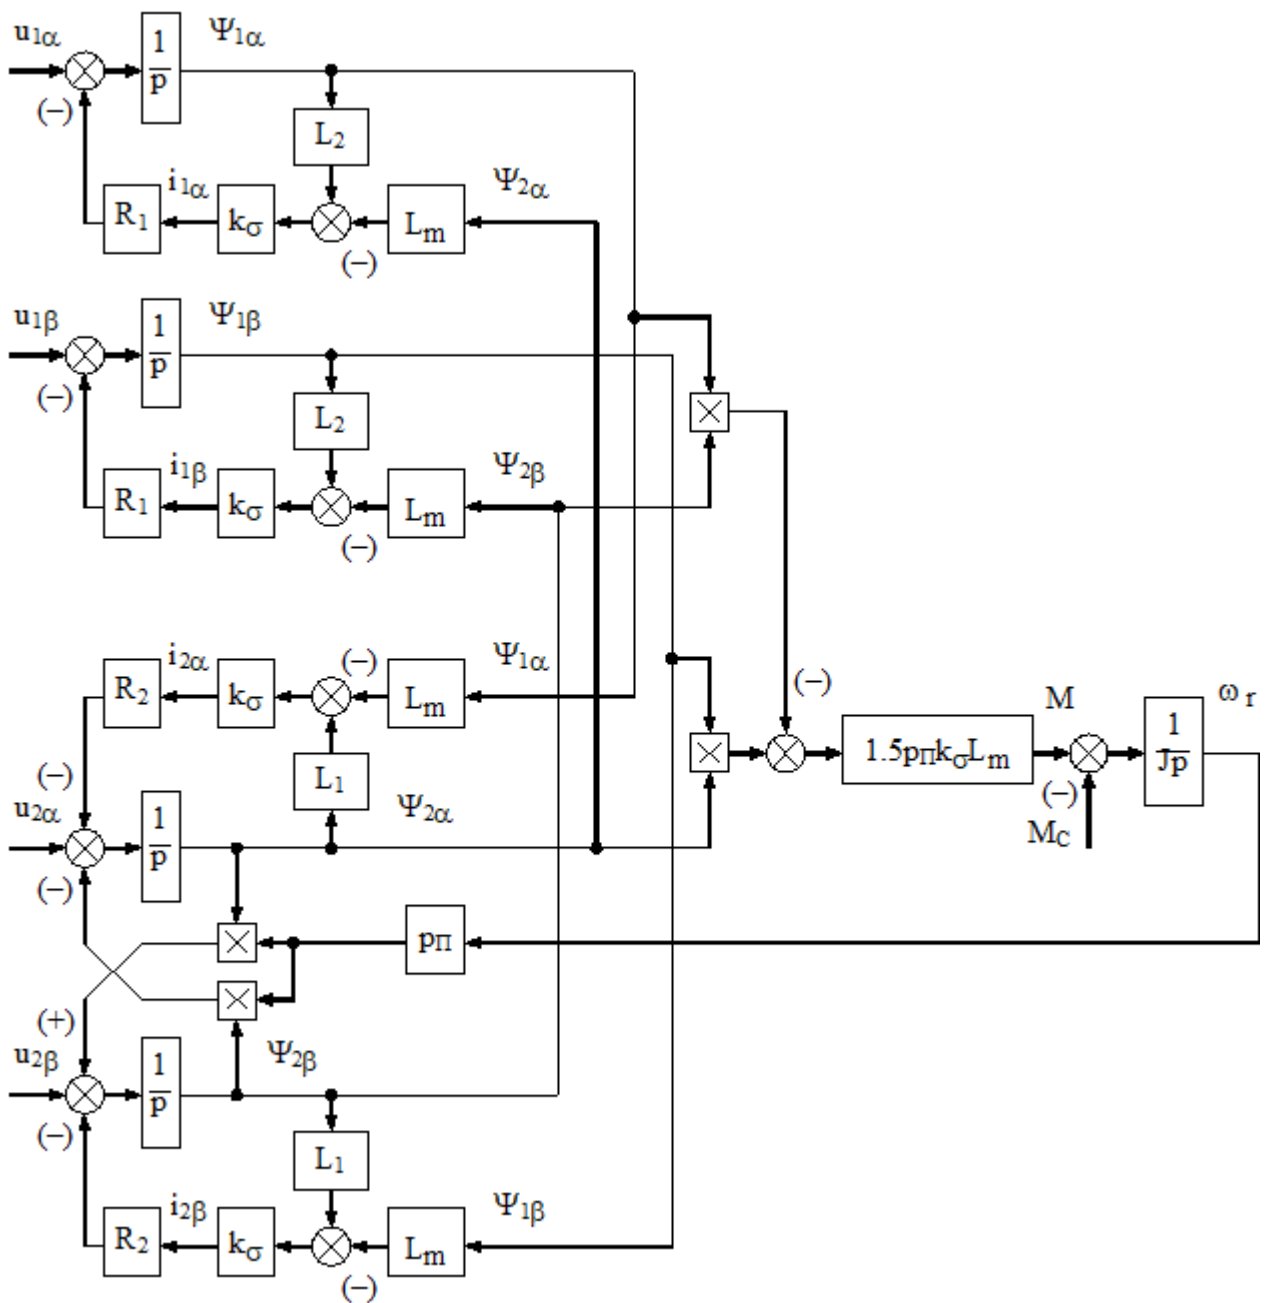 u₁α 1/p Ψ₁α
(−)
L₂
R₁ i₁α kσ Lm Ψ₂α
(−)
u₁β 1/p Ψ₁β
(−)
L₂
R₁ i₁β kσ Lm Ψ₂β
(−)
R₂ i₂α kσ (−) Lm Ψ₁α
(−)
1.5pпkσLm M 1/Jp ωr
(−)
L₁
(−)
Mc
u₂α 1/p Ψ₂α
(−)
pп
(+)
u₂β 1/p Ψ₂β
(−)
L₁
R₂ i₂β kσ Lm Ψ₁β
(−)